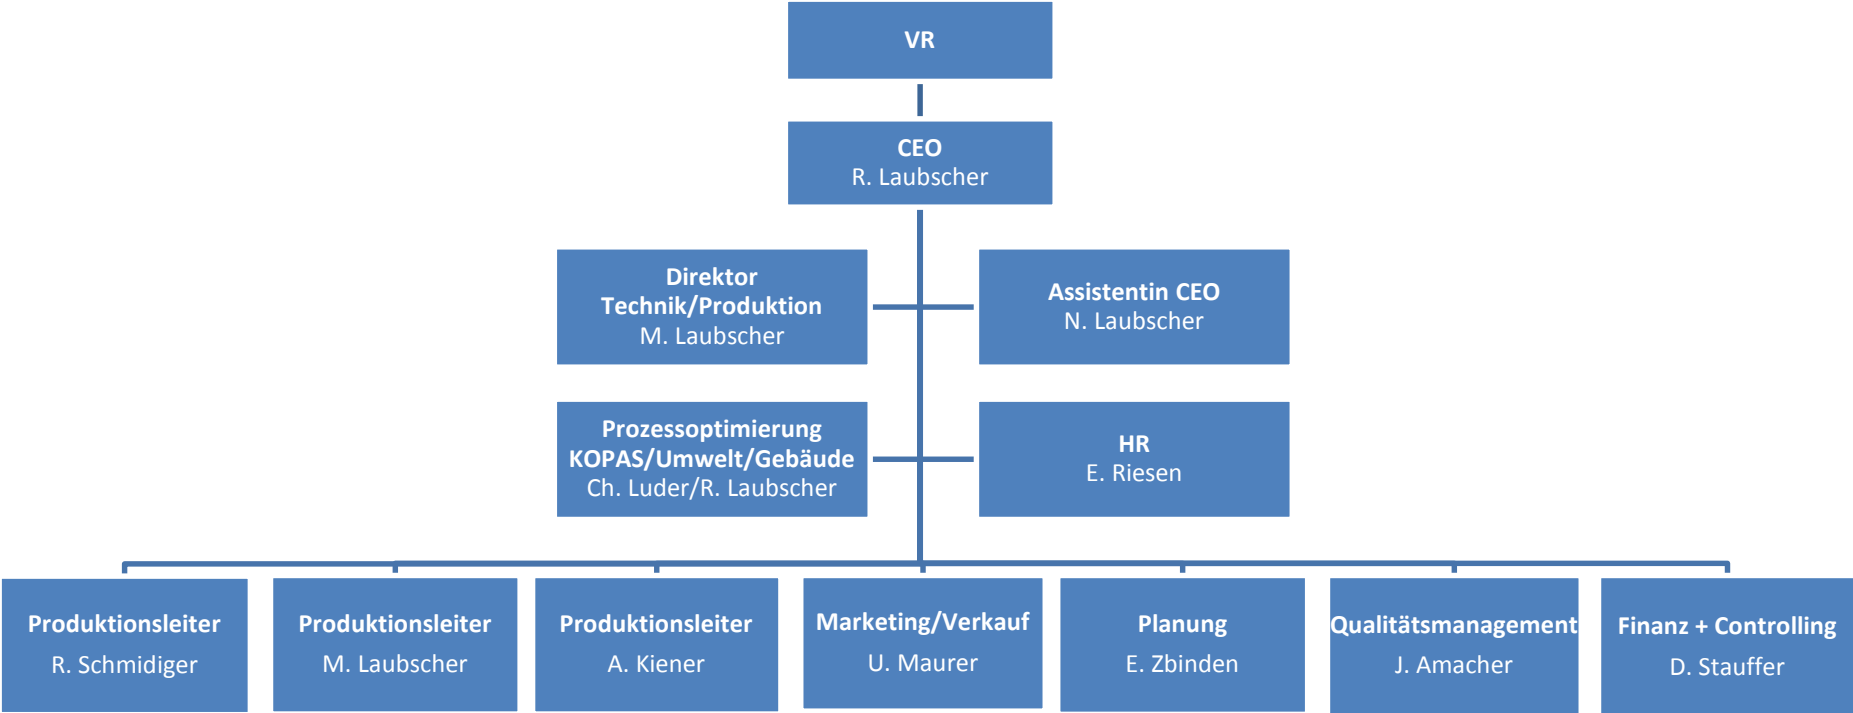 VR
CEO
R. Laubscher
Direktor
Technik/Produktion
M. Laubscher
Assistentin CEO
N. Laubscher
Prozessoptimierung
KOPAS/Umwelt/Gebäude
Ch. Luder/R. Laubscher
HR
E. Riesen
Produktionsleiter
R. Schmidiger
Produktionsleiter
M. Laubscher
Produktionsleiter
A. Kiener
Marketing/Verkauf
U. Maurer
Planung
E. Zbinden
Qualitätsmanagement
J. Amacher
Finanz + Controlling
D. Stauffer